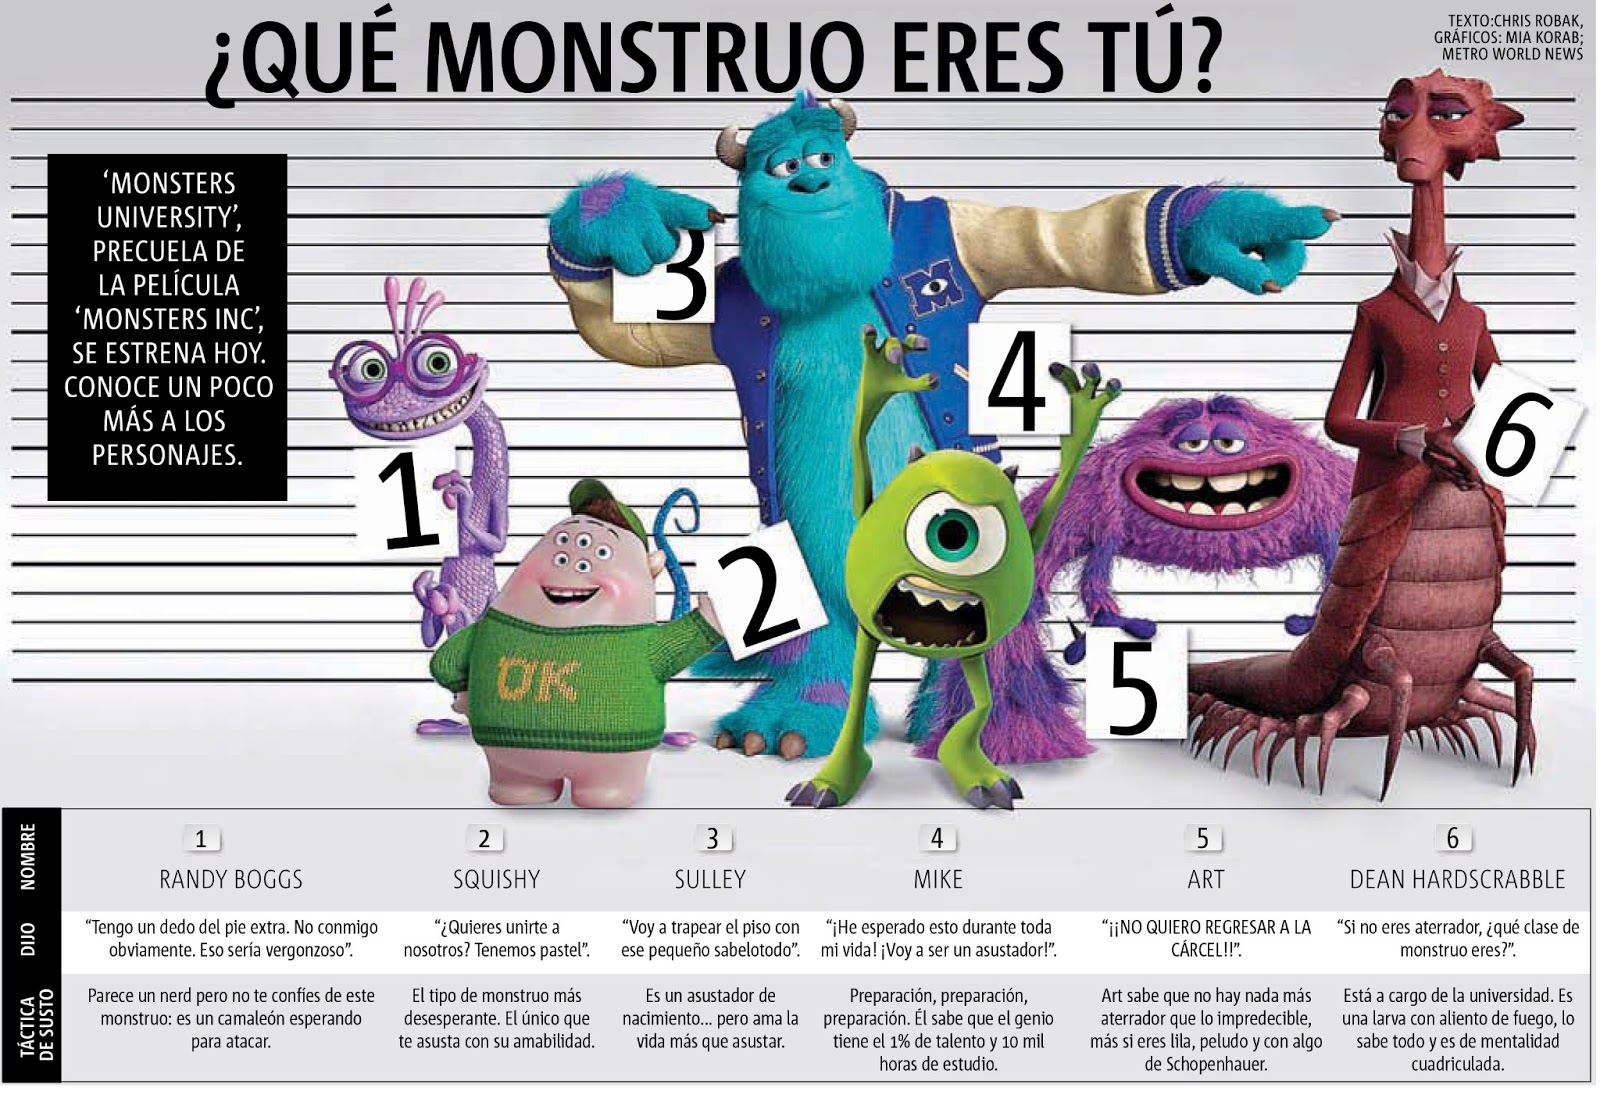 ¿QUÉ MONSTRUO ERES TÚ?
TEXTO:CHRIS ROBAK,
GRÁFICOS: MIA KORAB;
METRO WORLD NEWS
‘MONSTERS
UNIVERSITY’,
PRECUELA DE
LA PELÍCULA
‘MONSTERS INC’,
SE ESTRENA HOY.
CONOCE UN POCO
MÁS A LOS
PERSONAJES.
1
2
3
4
5
6
M
OK
NOMBRE
1
RANDY BOGGS
2
SQUISHY
3
SULLEY
4
MIKE
5
ART
6
DEAN HARDSCRABBLE
DIJO
“Tengo un dedo del pie extra. No conmigo
obviamente. Eso sería vergonzoso”.
“¿Quieres unirte a
nosotros? Tenemos pastel”.
“Voy a trapear el piso con
ese pequeño sabelotodo”.
“¡He esperado esto durante toda
mi vida! ¡Voy a ser un asustador!”.
“¡¡NO QUIERO REGRESAR A LA
CÁRCEL!!”.
“Si no eres aterrador, ¿qué clase de
monstruo eres?”.
TÁCTICA
DE SUSTO
Parece un nerd pero no te confíes de este
monstruo: es un camaleón esperando
para atacar.
El tipo de monstruo más
desesperante. El único que
te asusta con su amabilidad.
Es un asustador de
nacimiento... pero ama la
vida más que asustar.
Preparación, preparación,
preparación. Él sabe que el genio
tiene el 1% de talento y 10 mil
horas de estudio.
Art sabe que no hay nada más
aterrador que lo impredecible,
más si eres lila, peludo y con algo
de Schopenhauer.
Está a cargo de la universidad. Es
una larva con aliento de fuego, lo
sabe todo y es de mentalidad
cuadriculada.